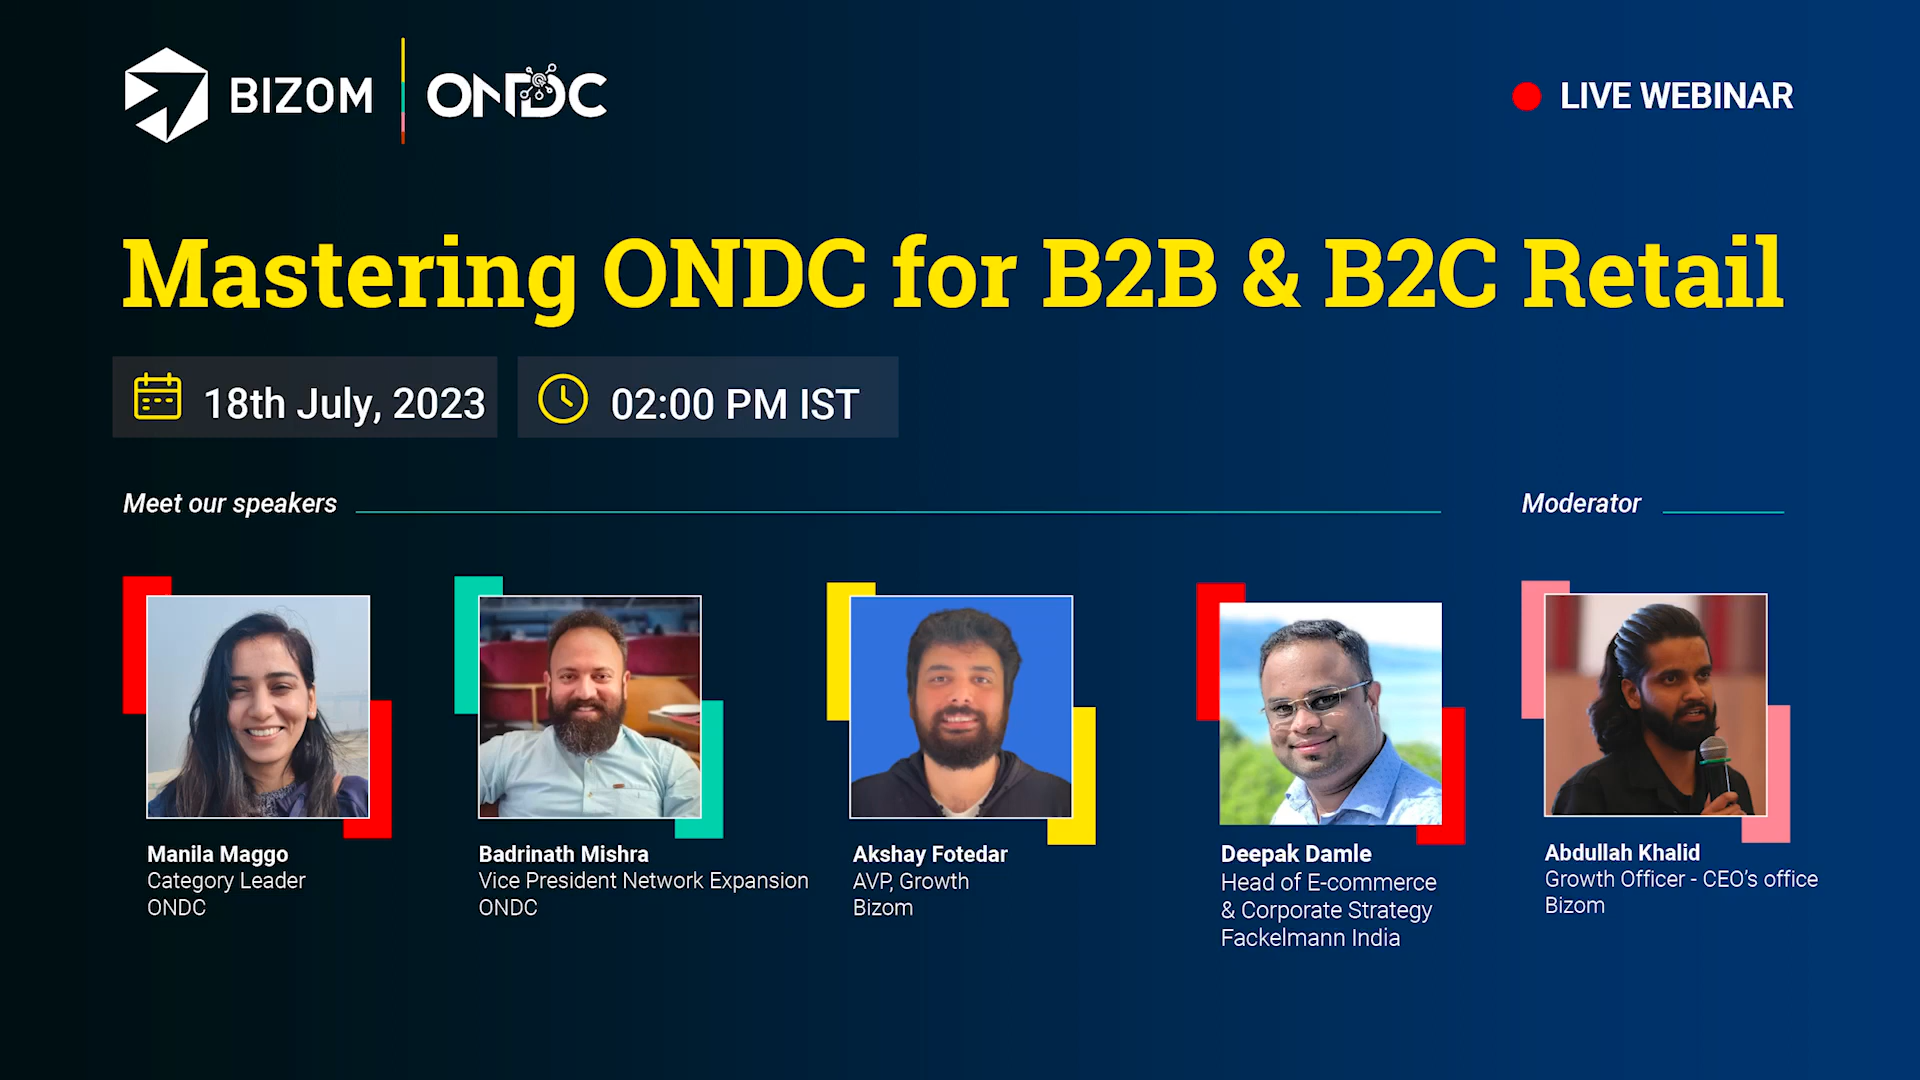 BIZOM
ONDC
LIVE WEBINAR
Mastering ONDC for B2B & B2C Retail
18th July, 2023
02:00 PM IST
Meet our speakers
Moderator
Manila Maggo
Category Leader
ONDC
Badrinath Mishra
Vice President Network Expansion
ONDC
Akshay Fotedar
AVP, Growth
Bizom
Deepak Damle
Head of E-commerce
& Corporate Strategy
Fackelmann India
Abdullah Khalid
Growth Officer - CEO’s office
Bizom